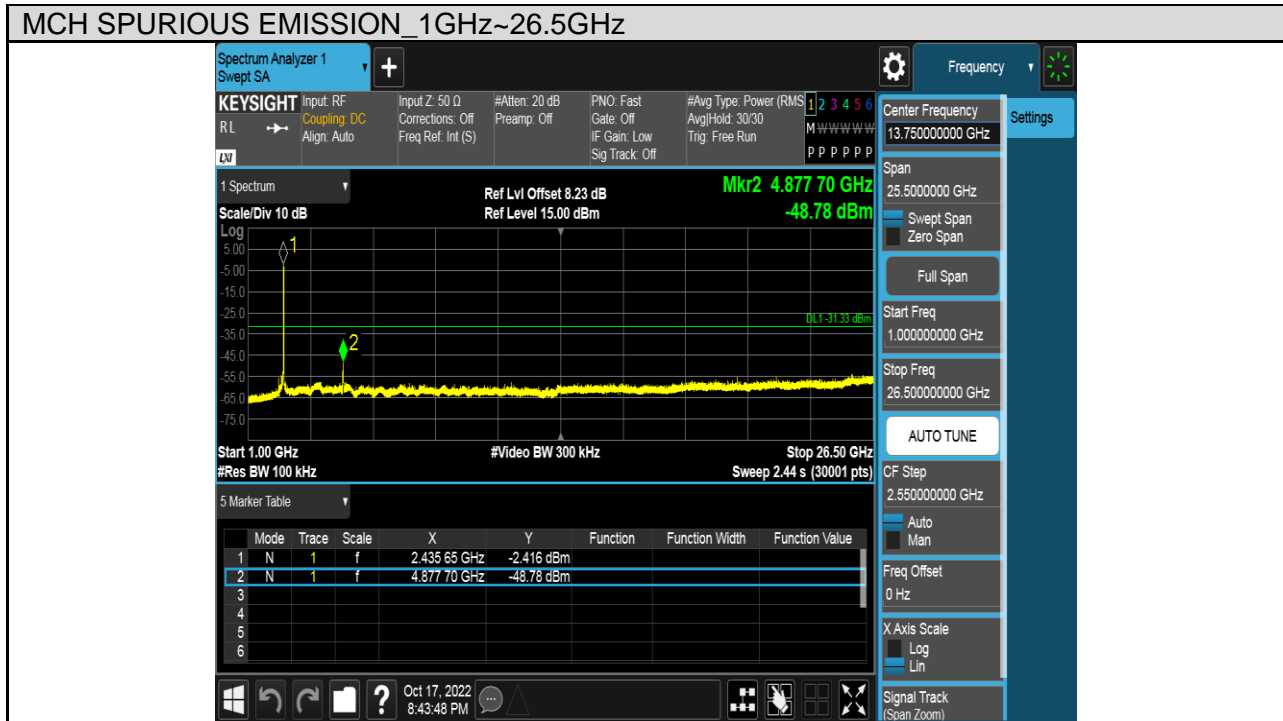 MCH SPURIOUS EMISSION_1GHz~26.5GHz
Spectrum Analyzer 1
Swept SA
+
Frequency
KEYSIGHT
RL
LXI
Input: RF
Coupling: DC
Align: Auto
Input Z: 50 Ω
Corrections: Off
Freq Ref: Int (S)
#Atten: 20 dB
Preamp: Off
PNO: Fast
Gate: Off
IF Gain: Low
Sig Track: Off
#Avg Type: Power (RMS
Avg|Hold: 30/30
Trig: Free Run
1 2 3 4 5 6
M W W W W W
P P P P P P
1 Spectrum
Scale/Div 10 dB
Ref Lvl Offset 8.23 dB
Ref Level 15.00 dBm
Mkr2 4.877 70 GHz
-48.78 dBm
Log
5.00
-5.00
-15.0
-25.0
-35.0
-45.0
-55.0
-65.0
-75.0
1
2
DL1 -31.33 dBm
Start 1.00 GHz
#Video BW 300 kHz
Stop 26.50 GHz
#Res BW 100 kHz
Sweep 2.44 s (30001 pts)
5 Marker Table
Mode Trace Scale X Y Function Function Width Function Value
1 N 1 f 2.435 65 GHz -2.416 dBm
2 N 1 f 4.877 70 GHz -48.78 dBm
3
4
5
6
Center Frequency
13.750000000 GHz
Settings
Span
25.5000000 GHz
Swept Span
Zero Span
Full Span
Start Freq
1.000000000 GHz
Stop Freq
26.500000000 GHz
AUTO TUNE
CF Step
2.550000000 GHz
Auto
Man
Freq Offset
0 Hz
X Axis Scale
Log
Lin
Signal Track
(Span Zoom)
?
Oct 17, 2022
8:43:48 PM